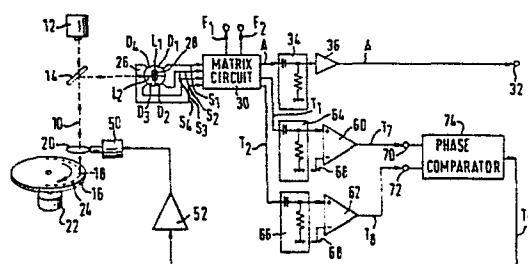 12
14
10
20
18
16
24
22
50
52
26
D4
L1
D1
28
L2
D3
D2
S1
S2
S3
S4
F1
F2
MATRIX
CIRCUIT
30
A
34
36
A
32
T1
T2
64
60
T7
70
68
62
66
68
T8
72
74
PHASE
COMPARATOR